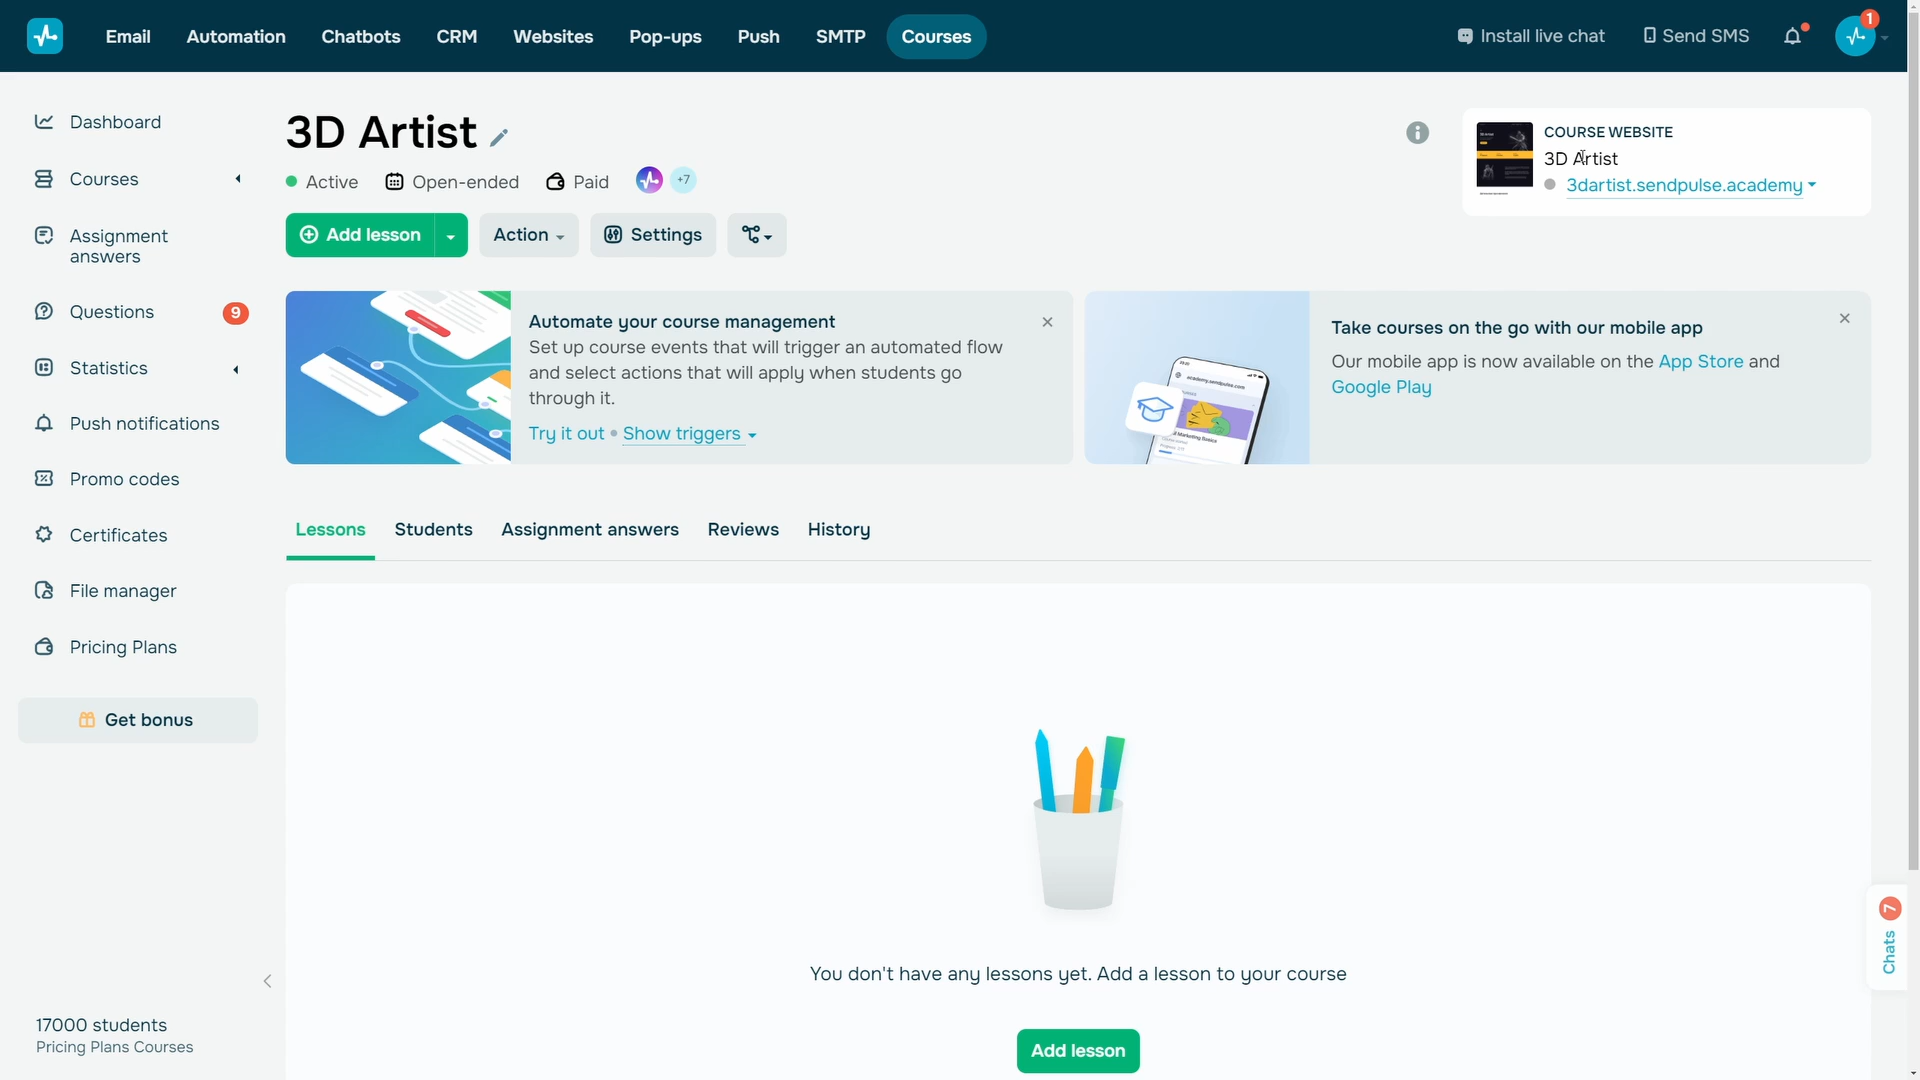 Email
Automation
Chatbots
CRM
Websites
Pop-ups
Push
SMTP
Courses
Install live chat
Send SMS
1
Dashboard
Courses
Assignment
answers
Questions
9
Statistics
Push notifications
Promo codes
Certificates
File manager
Pricing Plans
Get bonus
17000 students
Pricing Plans Courses
3D Artist
Active
Open-ended
Paid
+7
Add lesson
Action
Settings
COURSE WEBSITE
3D Artist
3dartist.sendpulse.academy
Automate your course management
Set up course events that will trigger an automated flow
and select actions that will apply when students go
through it.
Try it out • Show triggers
academy.sendpulse.com
Take courses on the go with our mobile app
Our mobile app is now available on the App Store and
Google Play
Lessons
Students
Assignment answers
Reviews
History
You don't have any lessons yet. Add a lesson to your course
Add lesson
Chats
7